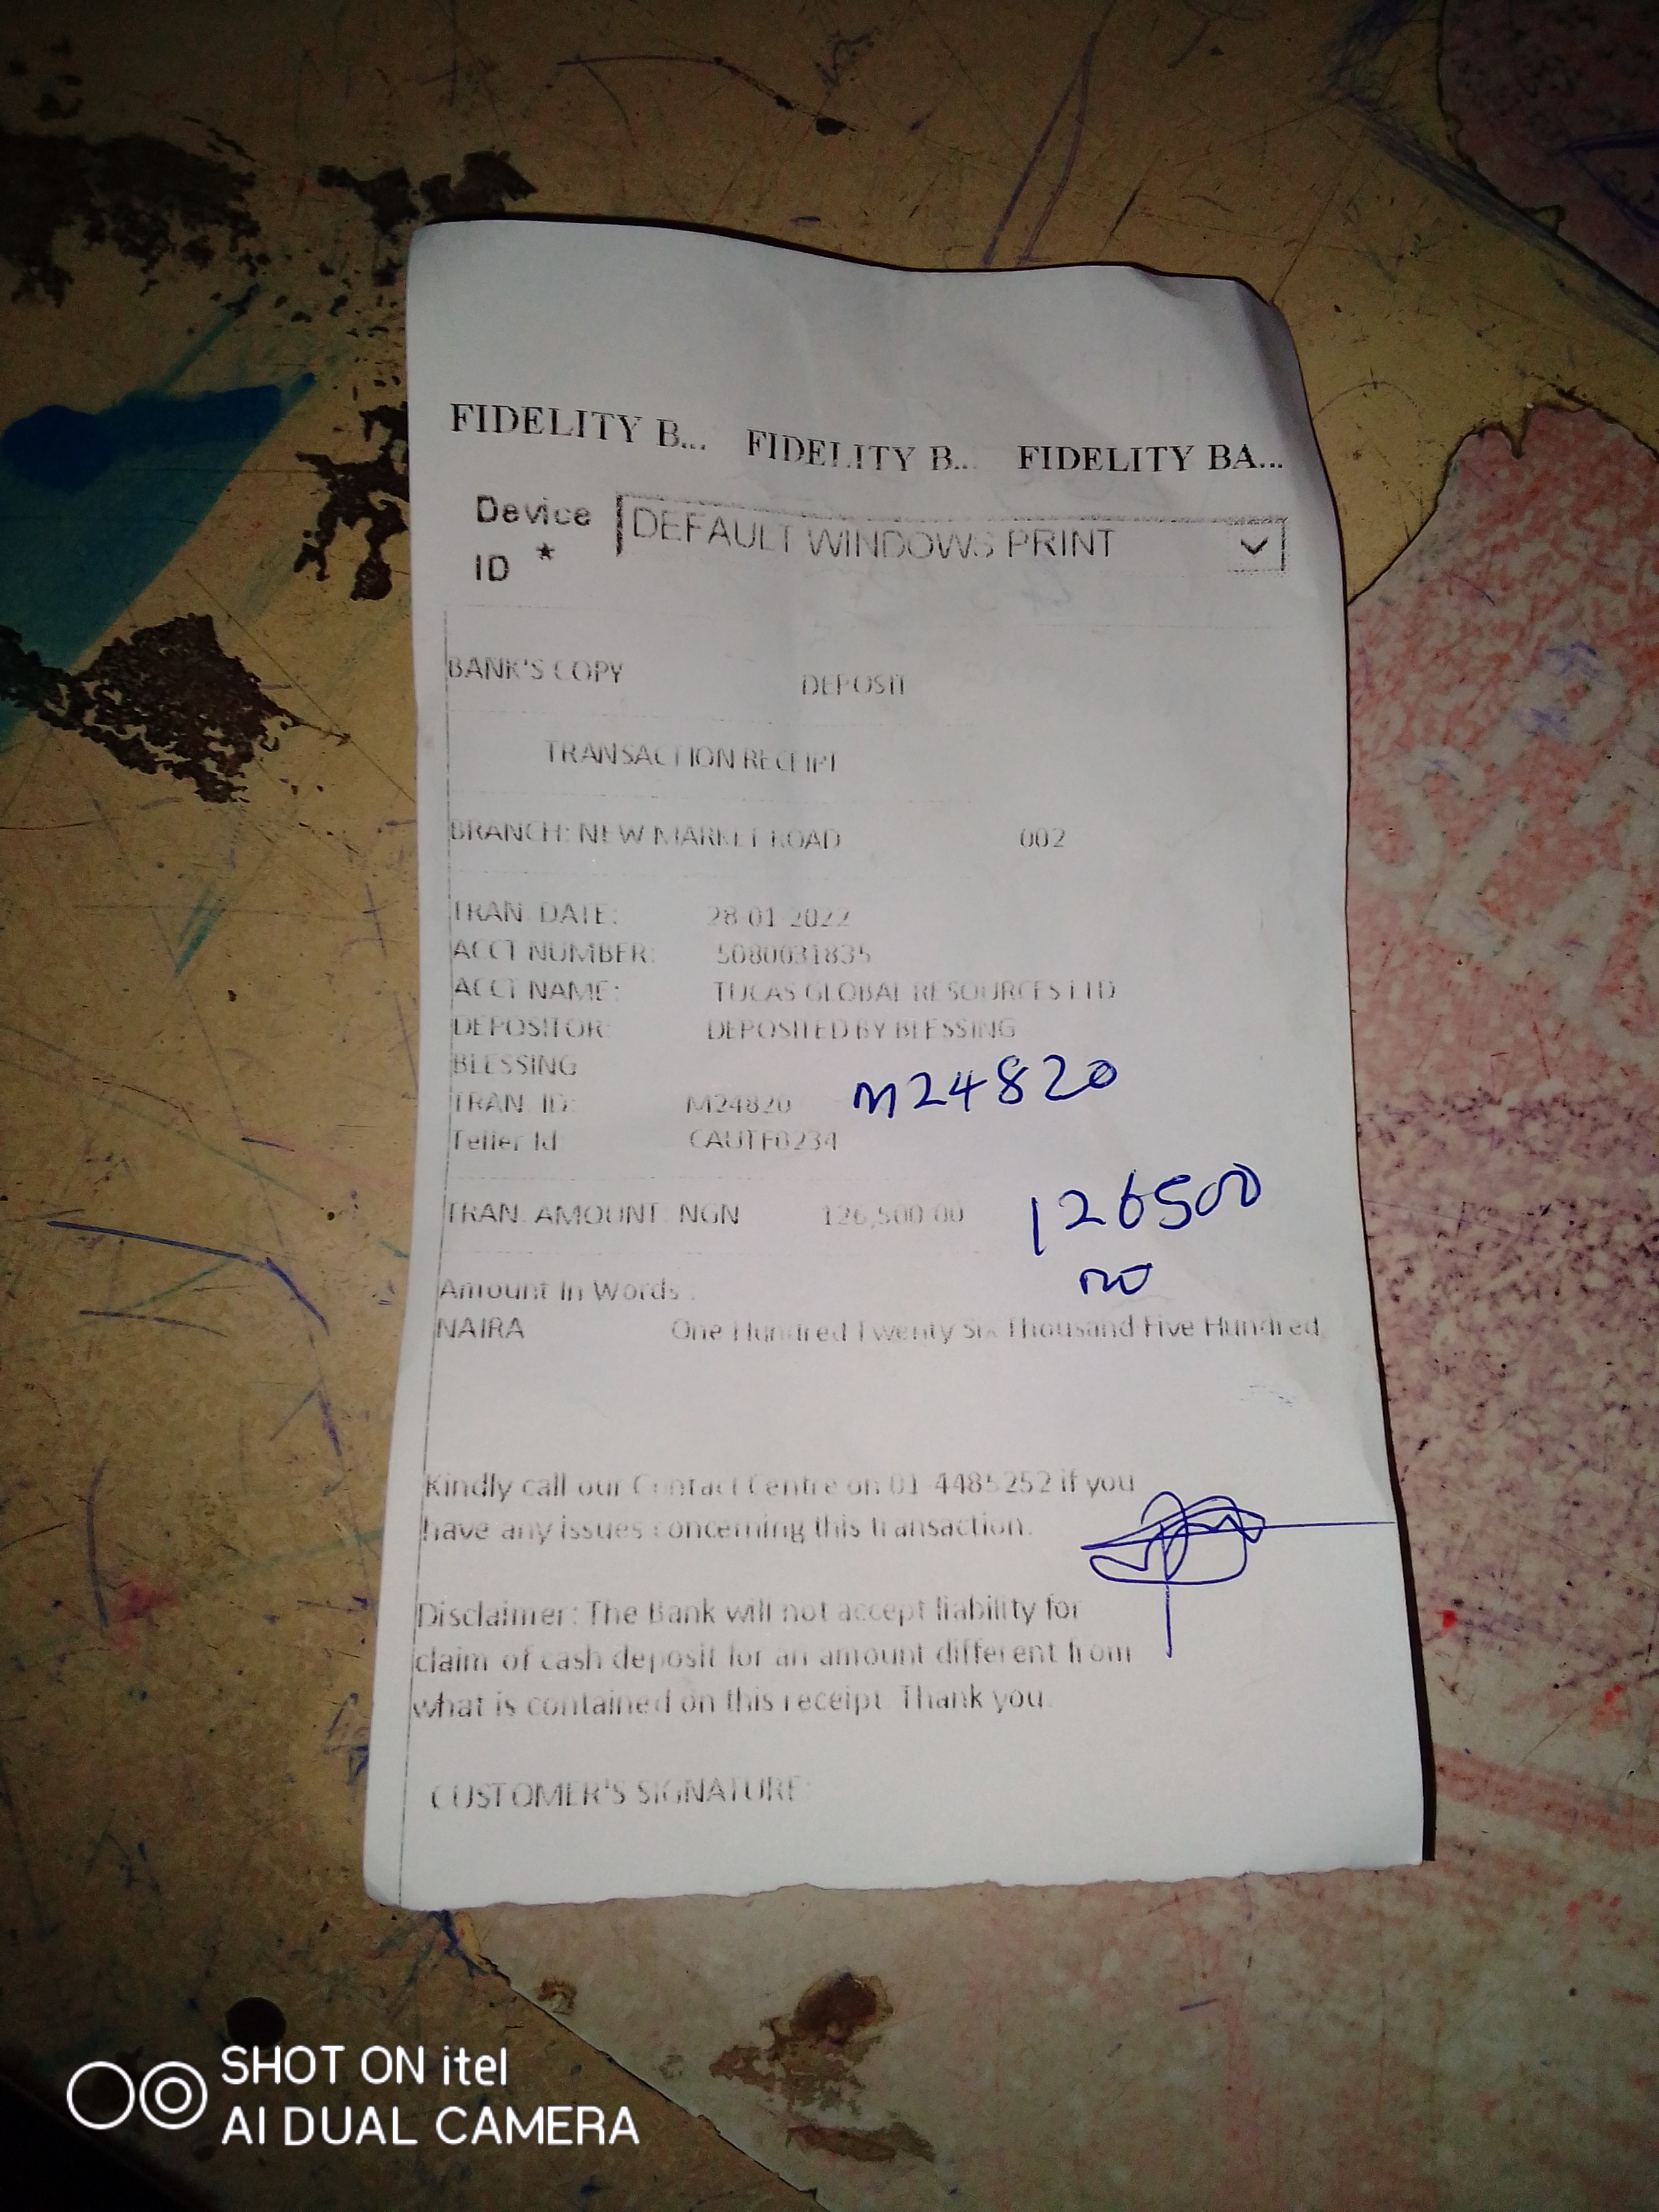 FIDELITY B... FIDELITY B... FIDELITY BA...
Device ID * DEFAULT WINDOWS PRINT
BANK'S COPY DEPOSIT
TRANSACTION RECEIPT
BRANCH: NEW MARKET ROAD 002
TRAN. DATE: 28-01-2022
ACCT NUMBER: 5080031835
ACCT NAME: TUCAS GLOBAL RESOURCES LTD
DEPOSITOR: DEPOSITED BY BLESSING
BLESSING
TRAN. ID: M24820 M24820
Teller Id CAUTF0234
TRAN. AMOUNT: NGN 126,500.00 126500
Amount In Words :
NAIRA One Hundred Twenty Six Thousand Five Hundred
Kindly call our Contact Centre on 01-4485252 if you
have any issues concerning this transaction.
Disclaimer: The Bank will not accept liability for
claim of cash deposit for an amount different from
what is contained on this receipt. Thank you.
CUSTOMER'S SIGNATURE
SHOT ON itel
AI DUAL CAMERA